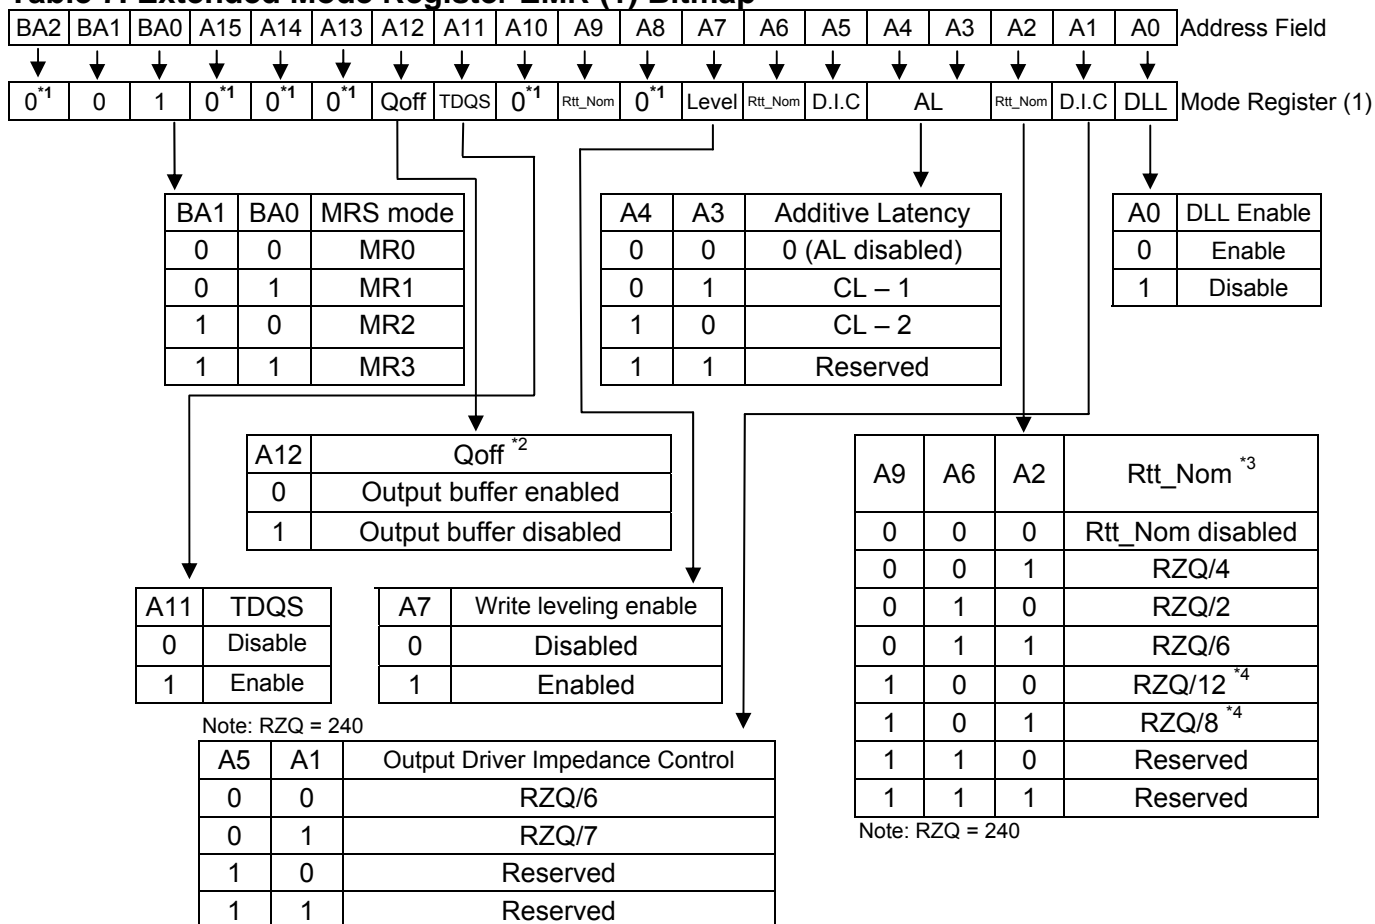 Table 7. Extended Mode Register EMR (1) Bitmap
BA2 BA1 BA0 A15 A14 A13 A12 A11 A10 A9 A8 A7 A6 A5 A4 A3 A2 A1 A0 Address Field
0*1 0 1 0*1 0*1 0*1 Qoff TDQS 0*1 Rtt_Nom 0*1 Level Rtt_Nom D.I.C AL Rtt_Nom D.I.C DLL Mode Register (1)
BA1 BA0 MRS mode
0 0 MR0
0 1 MR1
1 0 MR2
1 1 MR3
A4 A3 Additive Latency
0 0 0 (AL disabled)
0 1 CL – 1
1 0 CL – 2
1 1 Reserved
A0 DLL Enable
0 Enable
1 Disable
A12 Qoff *2
0 Output buffer enabled
1 Output buffer disabled
A9 A6 A2 Rtt_Nom *3
0 0 0 Rtt_Nom disabled
0 0 1 RZQ/4
0 1 0 RZQ/2
0 1 1 RZQ/6
1 0 0 RZQ/12 *4
1 0 1 RZQ/8 *4
1 1 0 Reserved
1 1 1 Reserved
Note: RZQ = 240
A11 TDQS
0 Disable
1 Enable
A7 Write leveling enable
0 Disabled
1 Enabled
Note: RZQ = 240
A5 A1 Output Driver Impedance Control
0 0 RZQ/6
0 1 RZQ/7
1 0 Reserved
1 1 Reserved